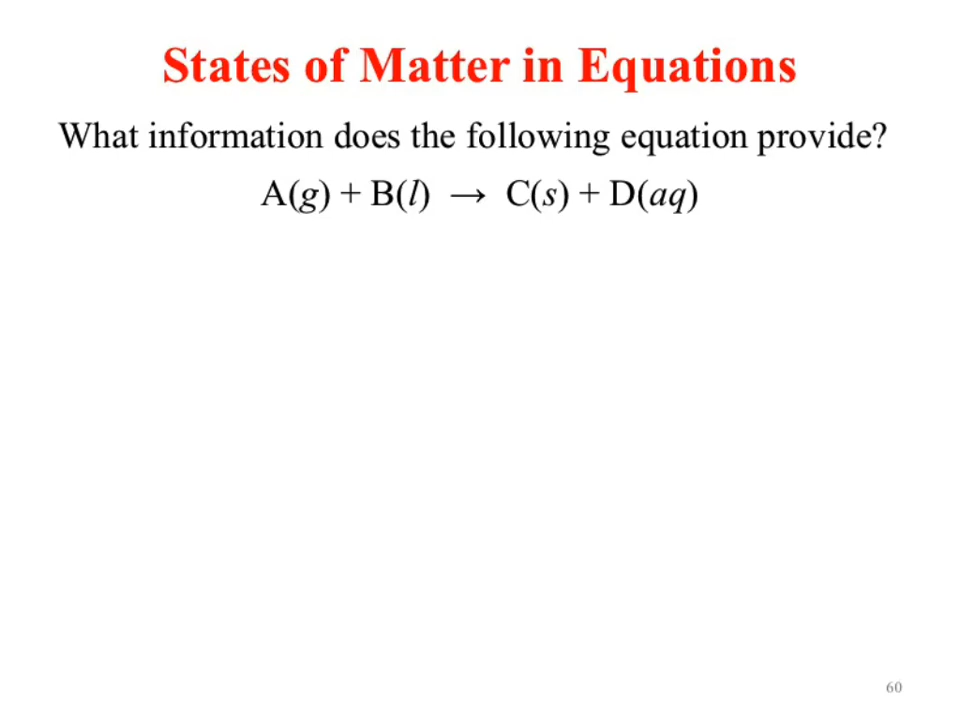 States of Matter in Equations
What information does the following equation provide?
A(g) + B(l) → C(s) + D(aq)
60